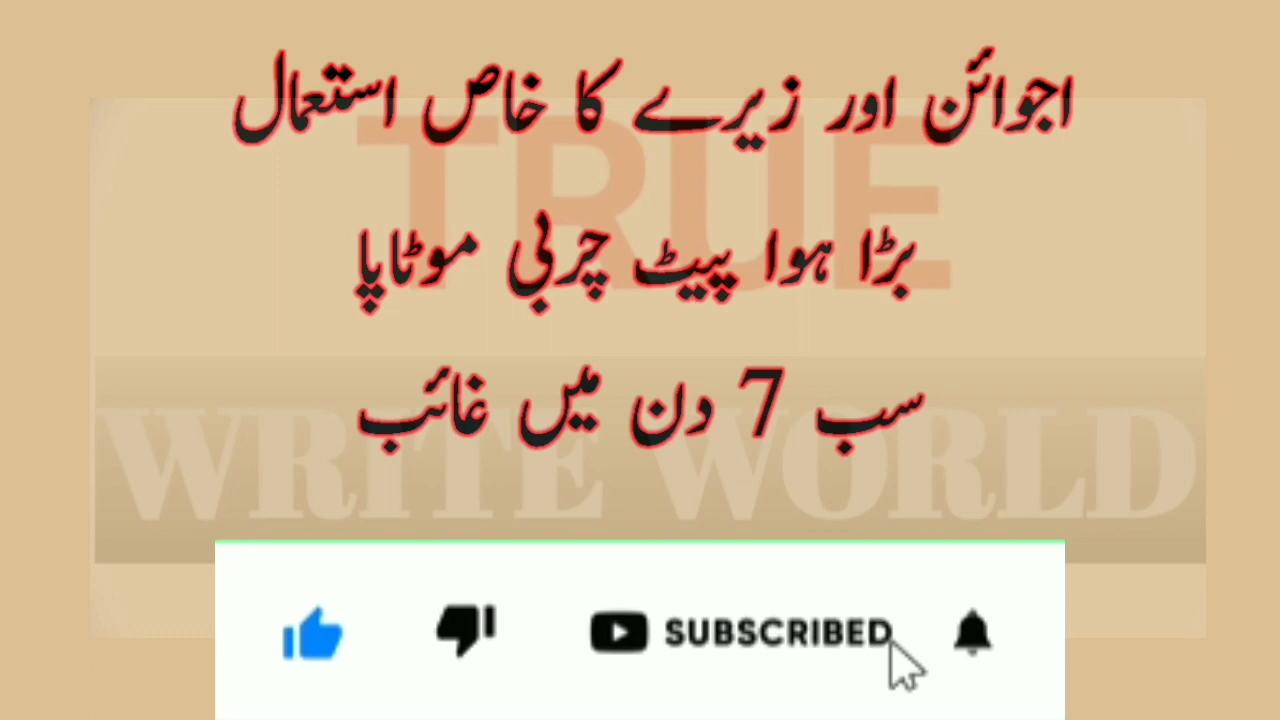 اجوائن اور زیرے کا خاص استعمال
TRUE
بڑا ہوا پیٹ چربی موٹاپا
سب 7 دن میں غائب
WRITE WORLD
SUBSCRIBED